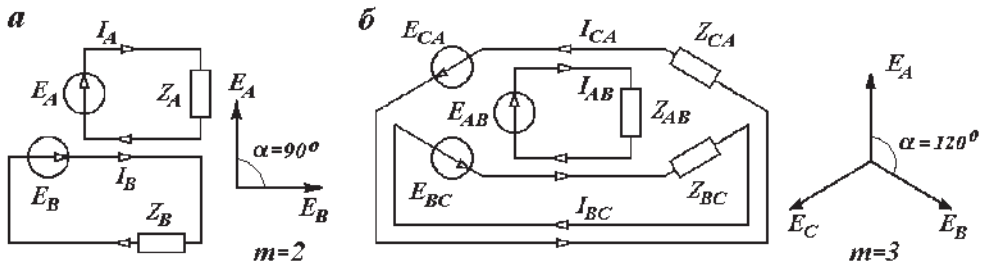 а
I_A
E_A
Z_A
E_B
I_B
Z_B
E_A
α=90°
E_B
m=2
б
E_CA
I_CA
Z_CA
E_AB
I_AB
Z_AB
E_BC
Z_BC
I_BC
E_A
α=120°
E_C
E_B
m=3